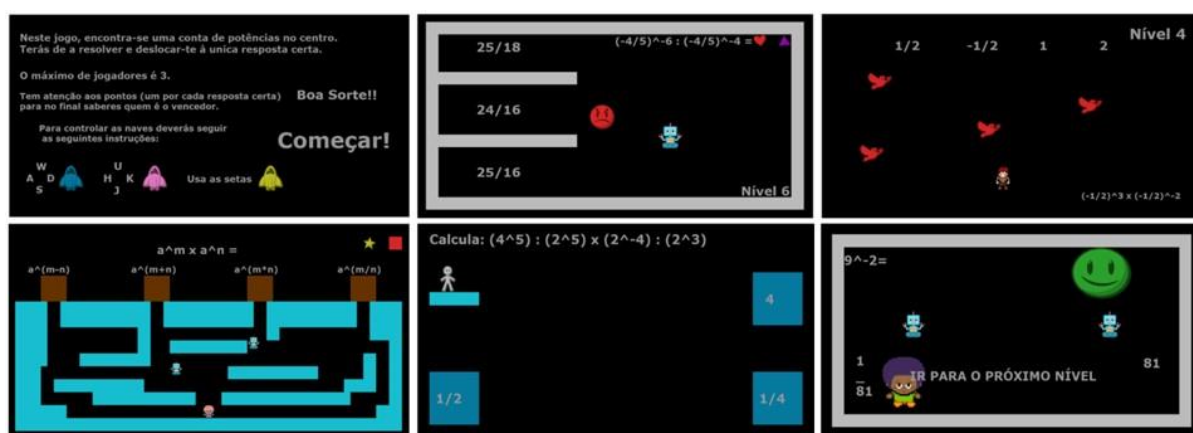 Neste jogo, encontra-se uma conta de potências no centro.
Terás de a resolver e deslocar-te á unica resposta certa.
O máximo de jogadores é 3.
Tem atenção aos pontos (um por cada resposta certa)
para no final saberes quem é o vencedor.
Boa Sorte!!
Para controlar as naves deverás seguir
as seguintes instruções:
Começar!
W
A D
S
U
H K
J
Usa as setas
25/18
(-4/5)^-6 : (-4/5)^-4 =
24/16
25/16
Nível 6
Nível 4
1/2 -1/2 1 2
(-1/2)^3 x (-1/2)^-2
a^m x a^n =
a^(m-n) a^(m+n) a^(m*n) a^(m/n)
Calcula: (4^5) : (2^5) x (2^-4) : (2^3)
4
1/2
1/4
9^-2=
1
_
81
81
IR PARA O PRÓXIMO NÍVEL